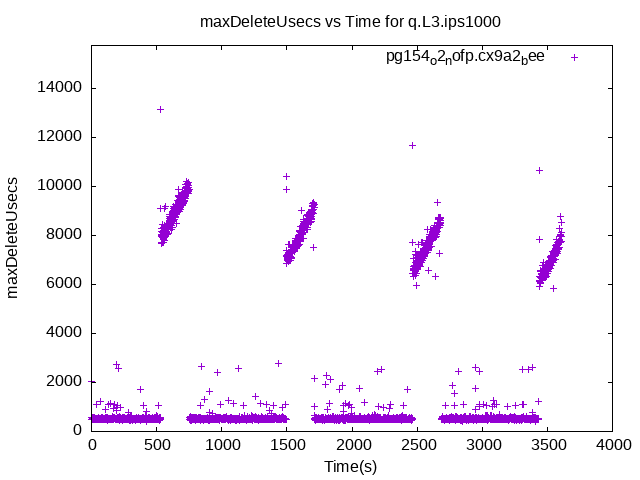 maxDeleteUsecs vs Time for q.L3.ips1000
pg154o2nofp.cx9a2bee
14000
12000
10000
8000
6000
4000
2000
0
maxDeleteUsecs
0 500 1000 1500 2000 2500 3000 3500 4000
Time(s)